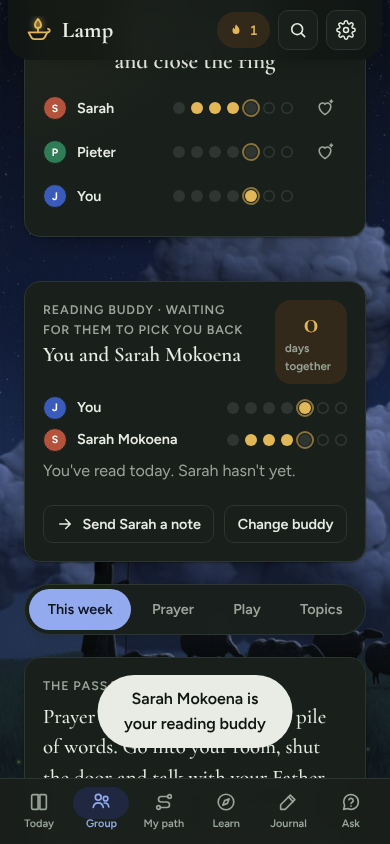 Lamp
1
and close the ring
S Sarah
P Pieter
J You
READING BUDDY · WAITING
FOR THEM TO PICK YOU BACK
You and Sarah Mokoena
0
days
together
J You
S Sarah Mokoena
You've read today. Sarah hasn't yet.
Send Sarah a note
Change buddy
This week
Prayer
Play
Topics
THE PASS
Prayer
pile
of words. Go into your room, shut
the door and talk with your Father
Sarah Mokoena is
your reading buddy
Today
Group
My path
Learn
Journal
Ask